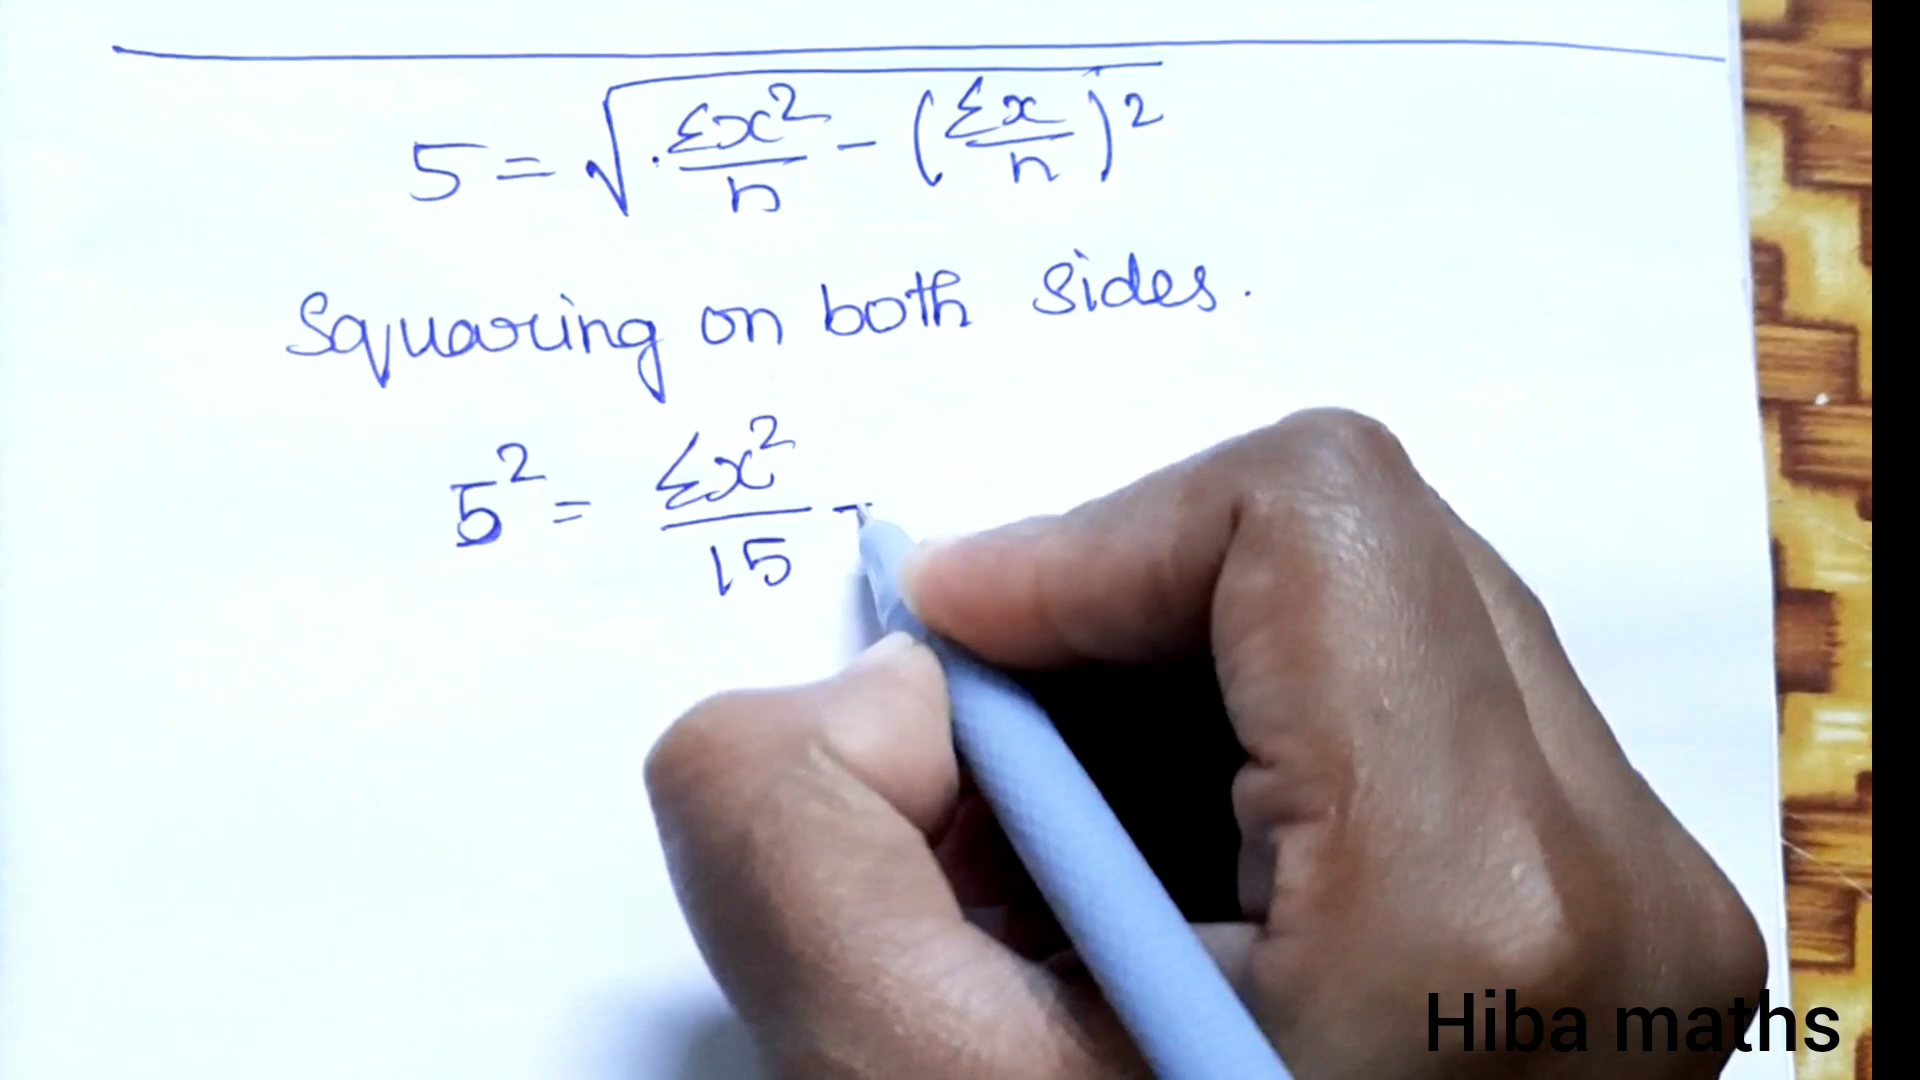 5 = √Σx²/n - (Σx/n)²
Squaring on both sides.
5² = Σx²/15 -
Hiba maths